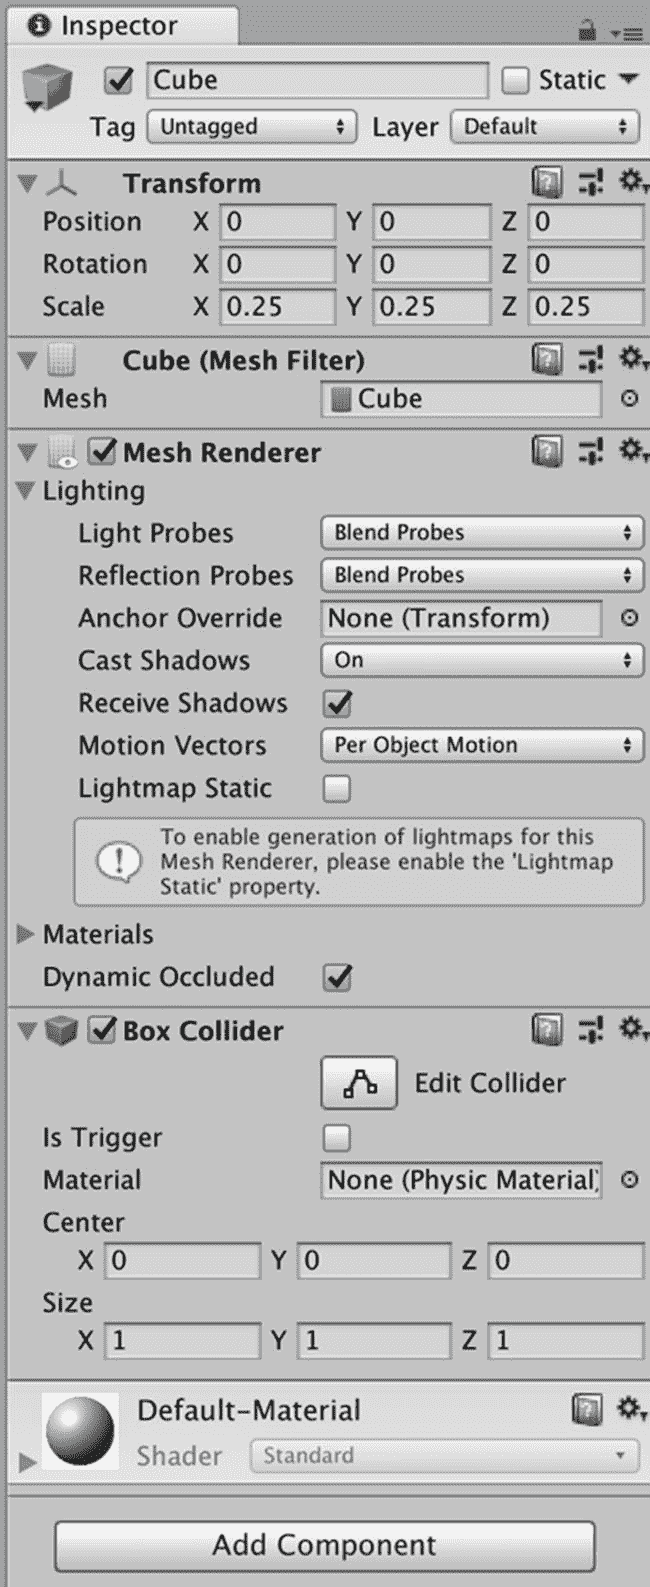 Inspector
Cube Static
Tag Untagged Layer Default
Transform
Position X 0 Y 0 Z 0
Rotation X 0 Y 0 Z 0
Scale X 0.25 Y 0.25 Z 0.25
Cube (Mesh Filter)
Mesh Cube
Mesh Renderer
Lighting
Light Probes Blend Probes
Reflection Probes Blend Probes
Anchor Override None (Transform)
Cast Shadows On
Receive Shadows
Motion Vectors Per Object Motion
Lightmap Static
To enable generation of lightmaps for this
Mesh Renderer, please enable the 'Lightmap
Static' property.
Materials
Dynamic Occluded
Box Collider
Edit Collider
Is Trigger
Material None (Physic Material)
Center
X 0 Y 0 Z 0
Size
X 1 Y 1 Z 1
Default-Material
Shader Standard
Add Component